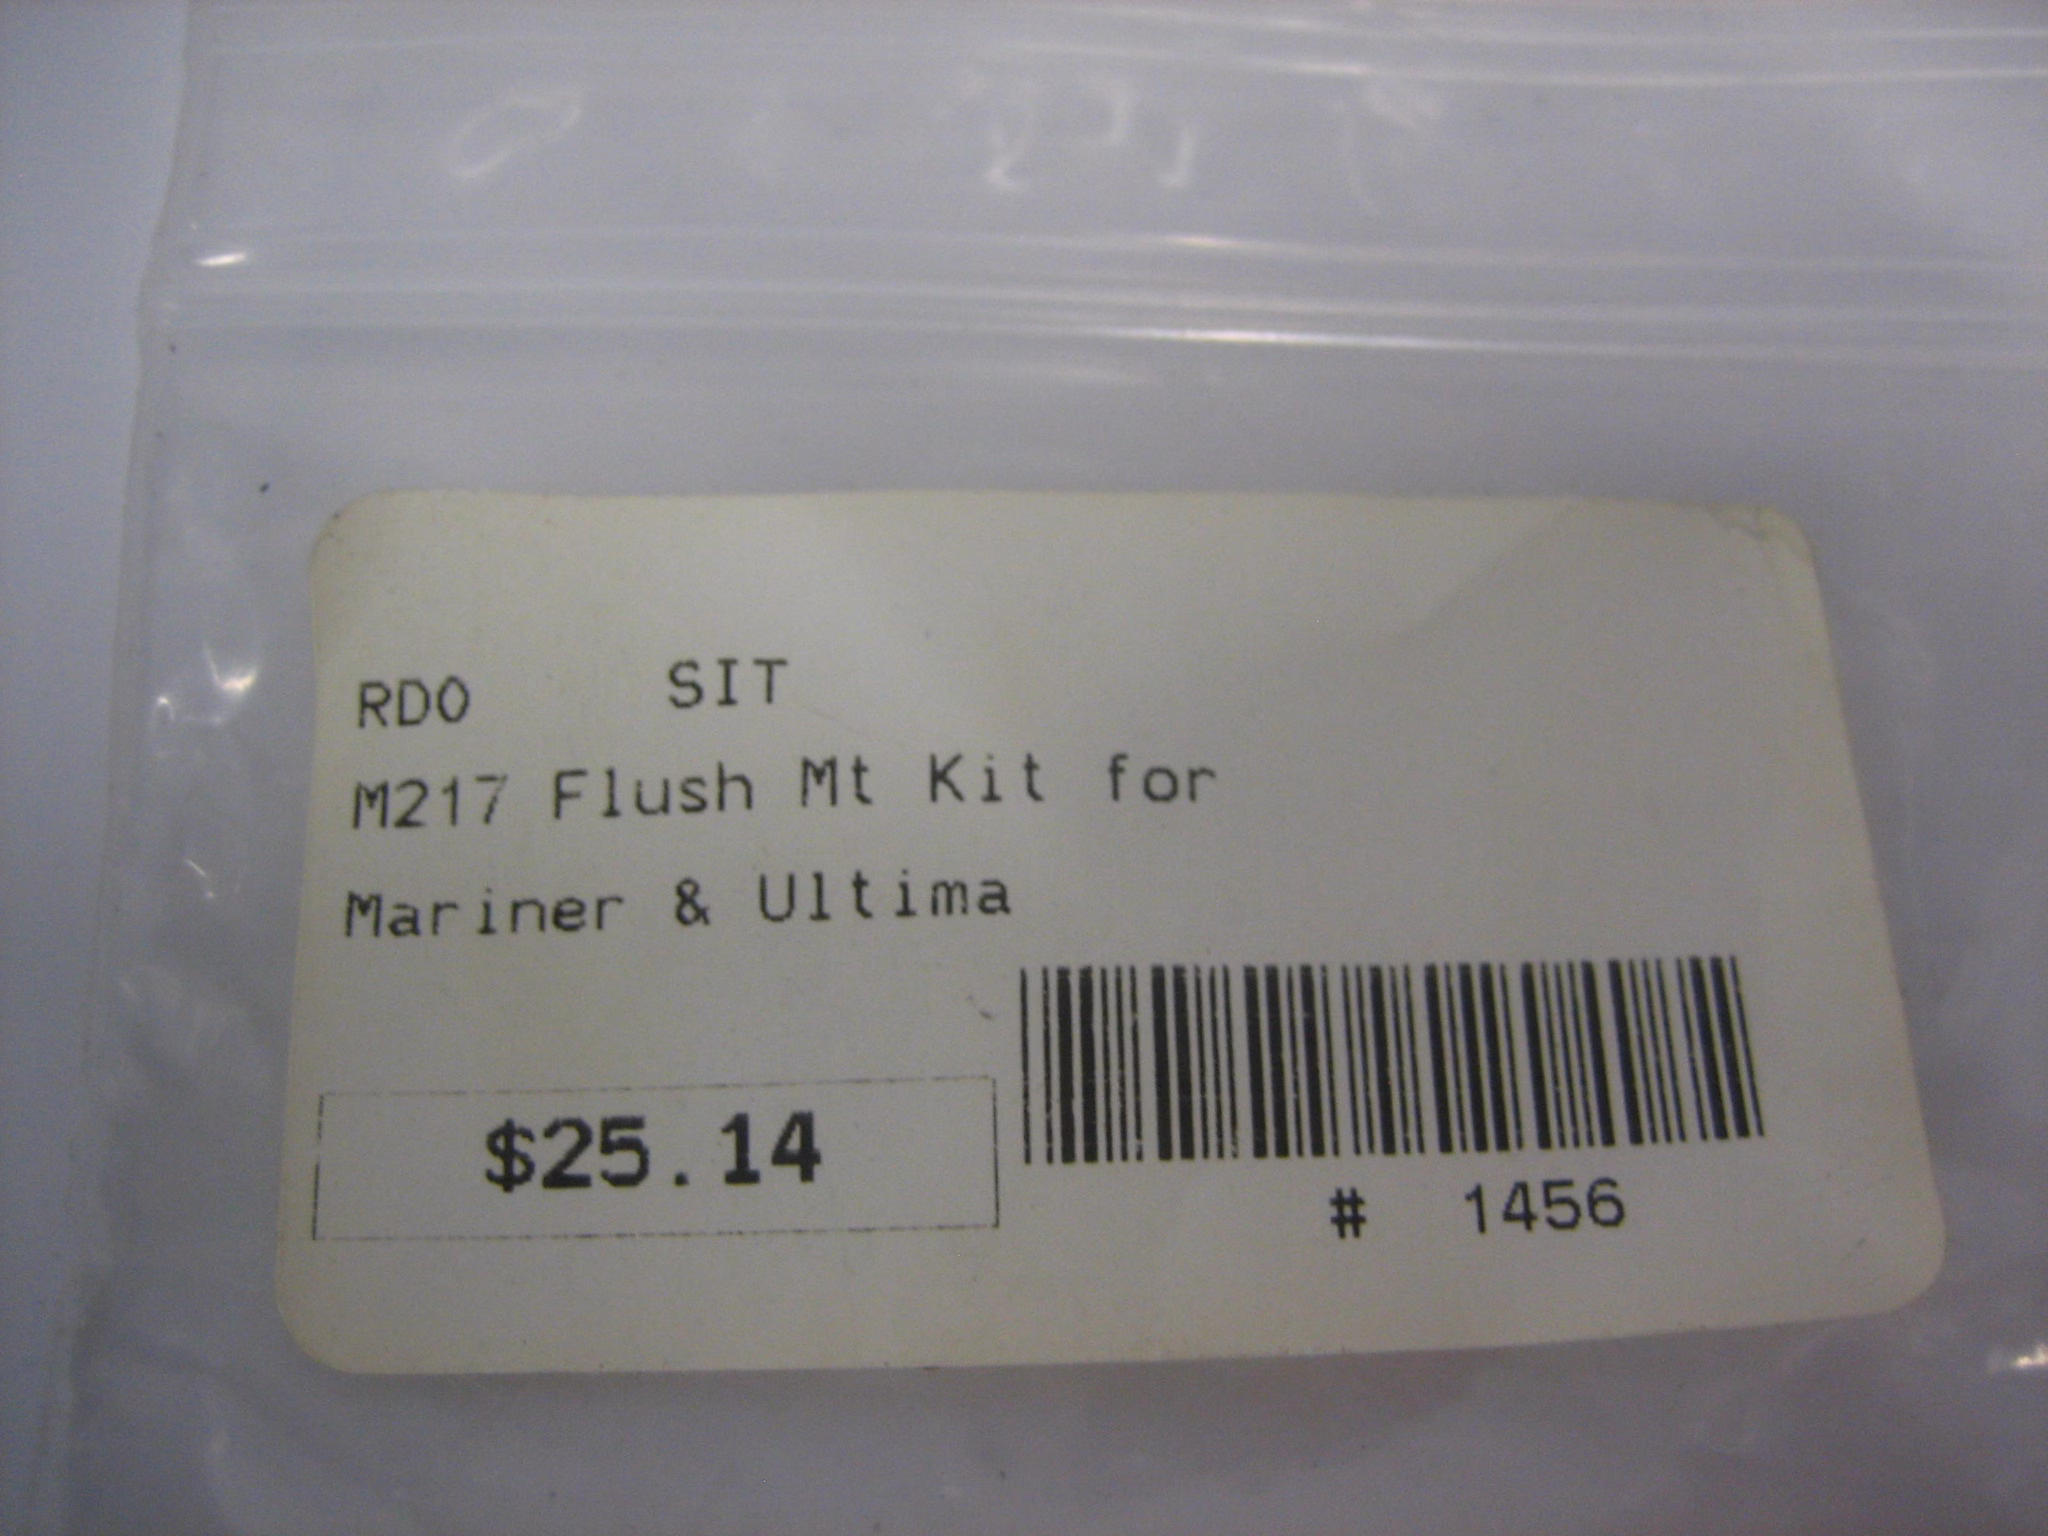 RDO SIT
M217 Flush Mt Kit for
Mariner & Ultima
$25.14
# 1456